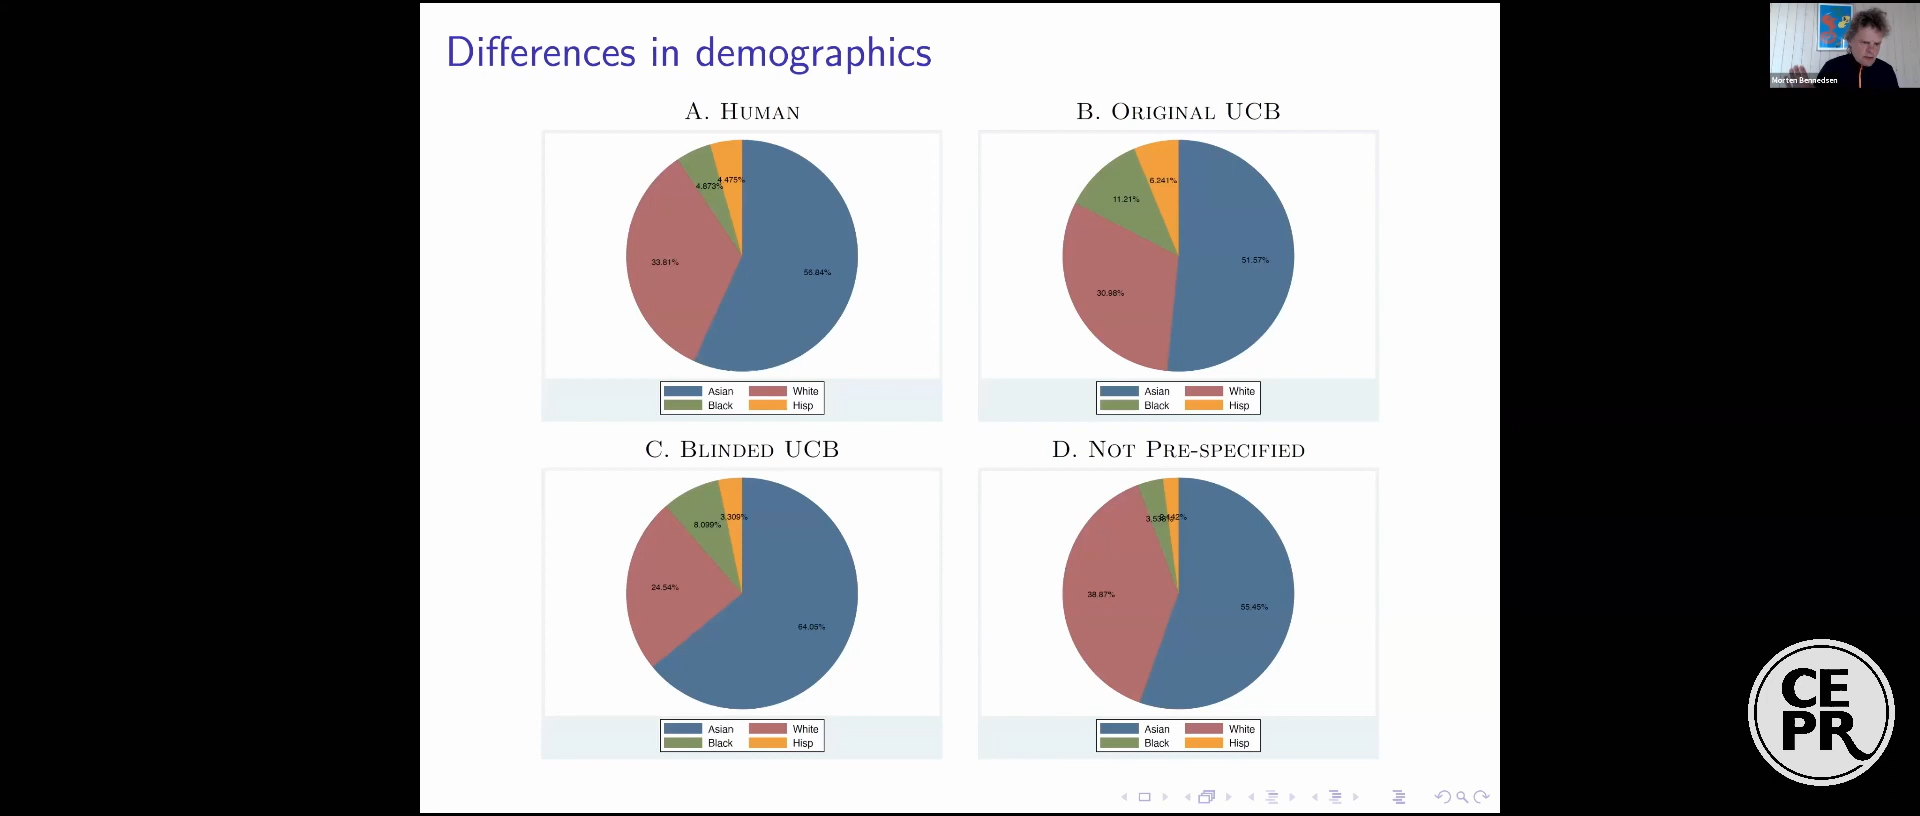 Differences in demographics
Morten Bennedsen
A. Human
B. Original UCB
4.475%
4.873%
33.81%
56.84%
6.241%
11.21%
51.57%
30.98%
Asian White
Black Hisp
Asian White
Black Hisp
C. Blinded UCB
D. Not Pre-specified
3.309%
8.099%
24.54%
64.05%
38.87%
55.45%
Asian White
Black Hisp
Asian White
Black Hisp
CE
PR